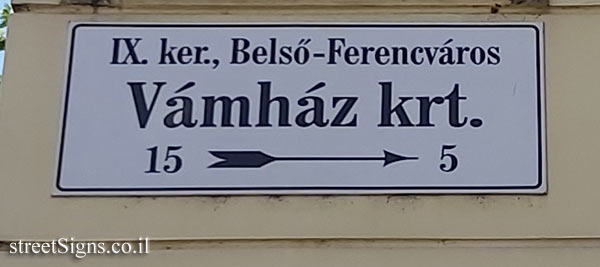 IX. ker., Belső-Ferencváros
Vámház krt.
15 5
streetSigns.co.il